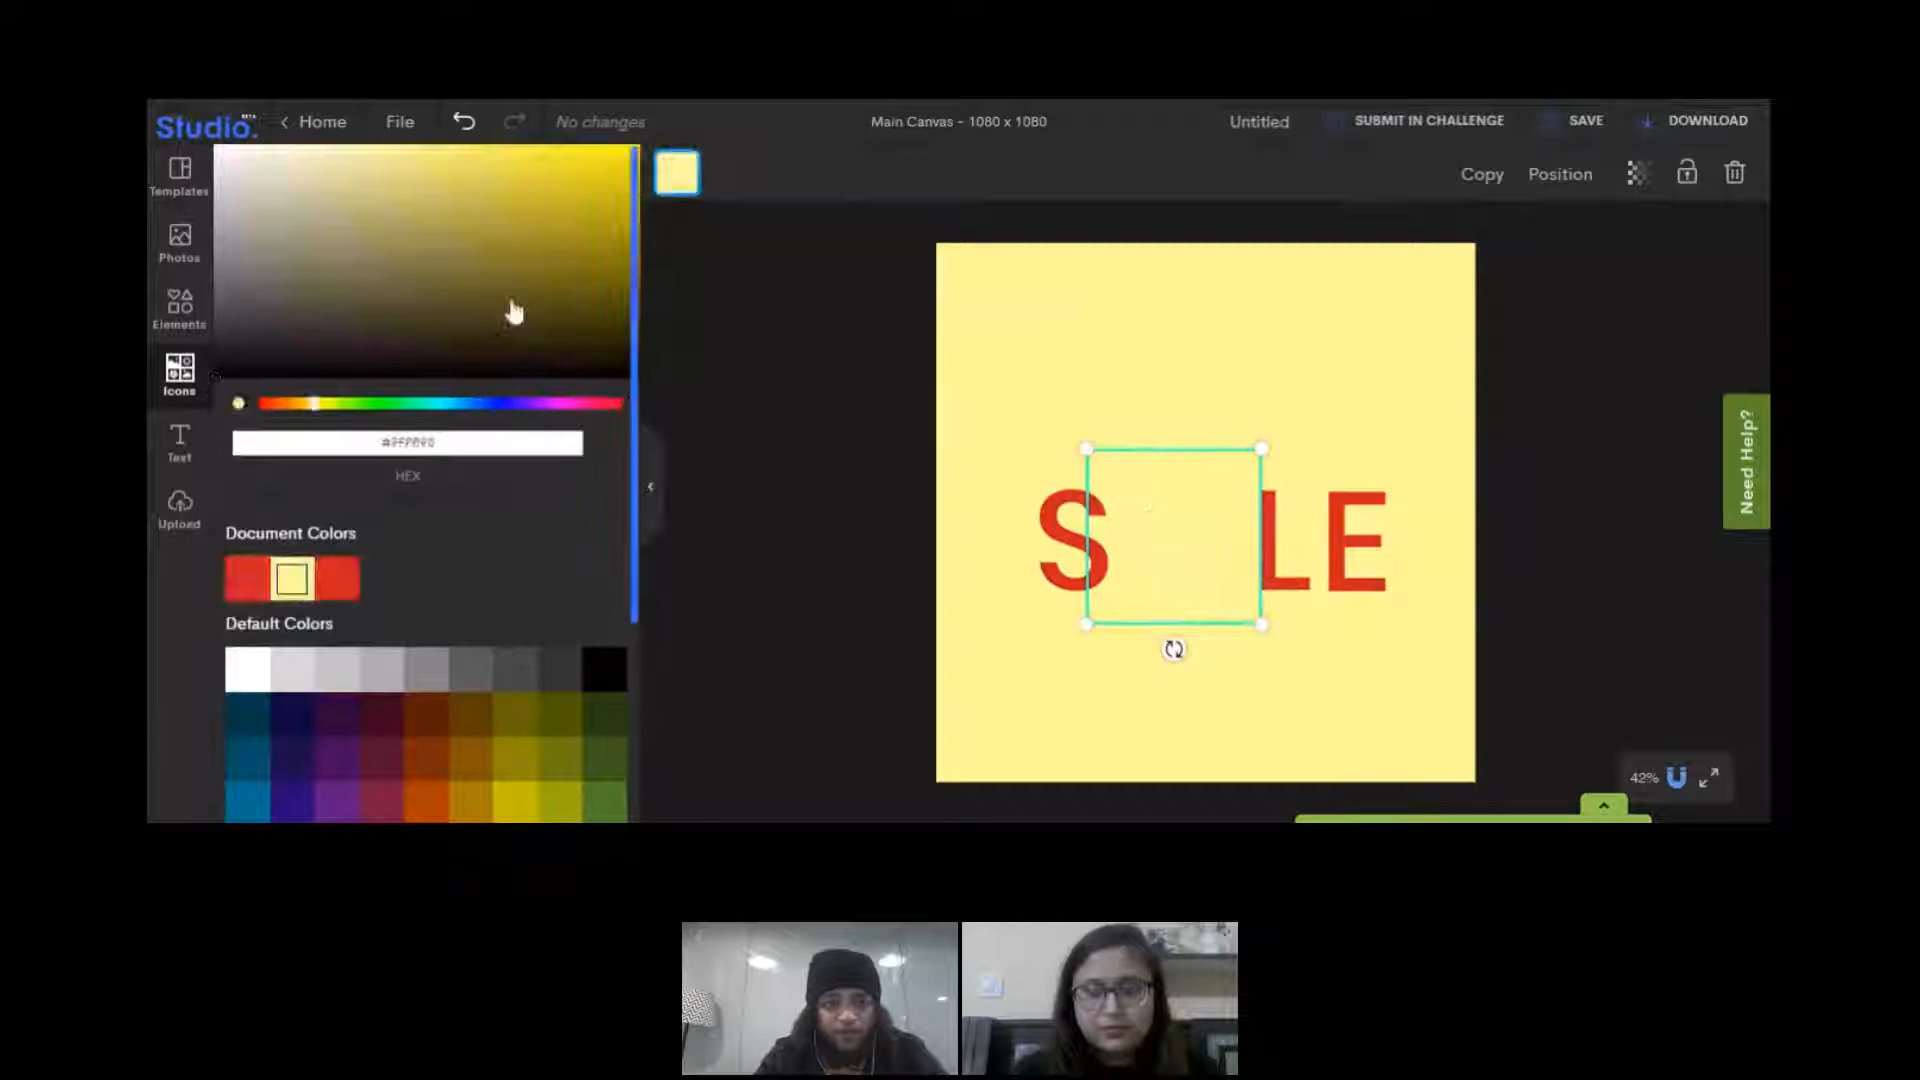 Studio. BETA
Home
File
No changes
Main Canvas - 1080 x 1080
Untitled
SUBMIT IN CHALLENGE
SAVE
DOWNLOAD
Templates
Copy
Position
Photos
Elements
Icons
Text
Upload
HEX
Document Colors
Default Colors
S LE
Need Help?
42%